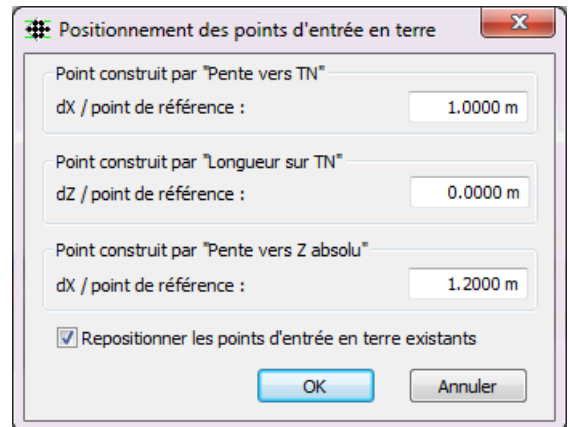 Positionnement des points d'entrée en terre
Point construit par "Pente vers TN"
dX / point de référence : 1.0000 m
Point construit par "Longueur sur TN"
dZ / point de référence : 0.0000 m
Point construit par "Pente vers Z absolu"
dX / point de référence : 1.2000 m
Repositionner les points d'entrée en terre existants
OK Annuler